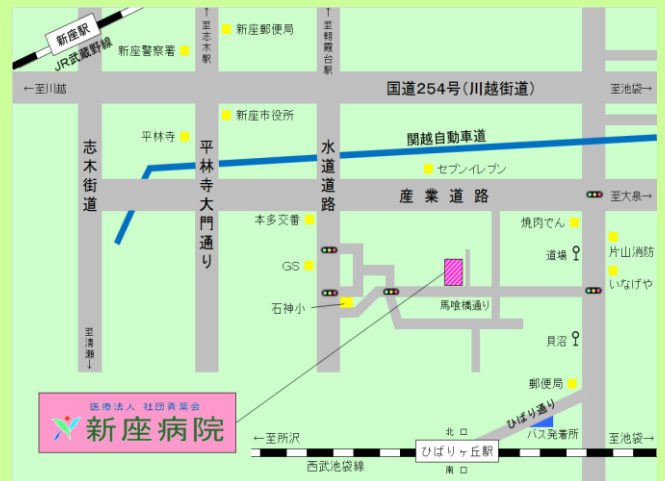 新座駅
JR武蔵野線
新座警察署
←至志木駅
新座郵便局
←至朝霞台駅
←至川越
国道254号(川越街道)
至池袋→
新座市役所
平林寺
関越自動車道
セブンイレブン
志木街道
平林寺大門通り
水道道路
産業道路
至大泉→
本多交番
焼肉でん
道場
片山消防
GS
いなげや
石神小
馬喰橋通り
至清瀬→
貝沼
郵便局
ひばり通り
バス発着所
医療法人 社団青葉会
新座病院
←至所沢
北口
ひばりヶ丘駅
至池袋→
西武池袋線
南口